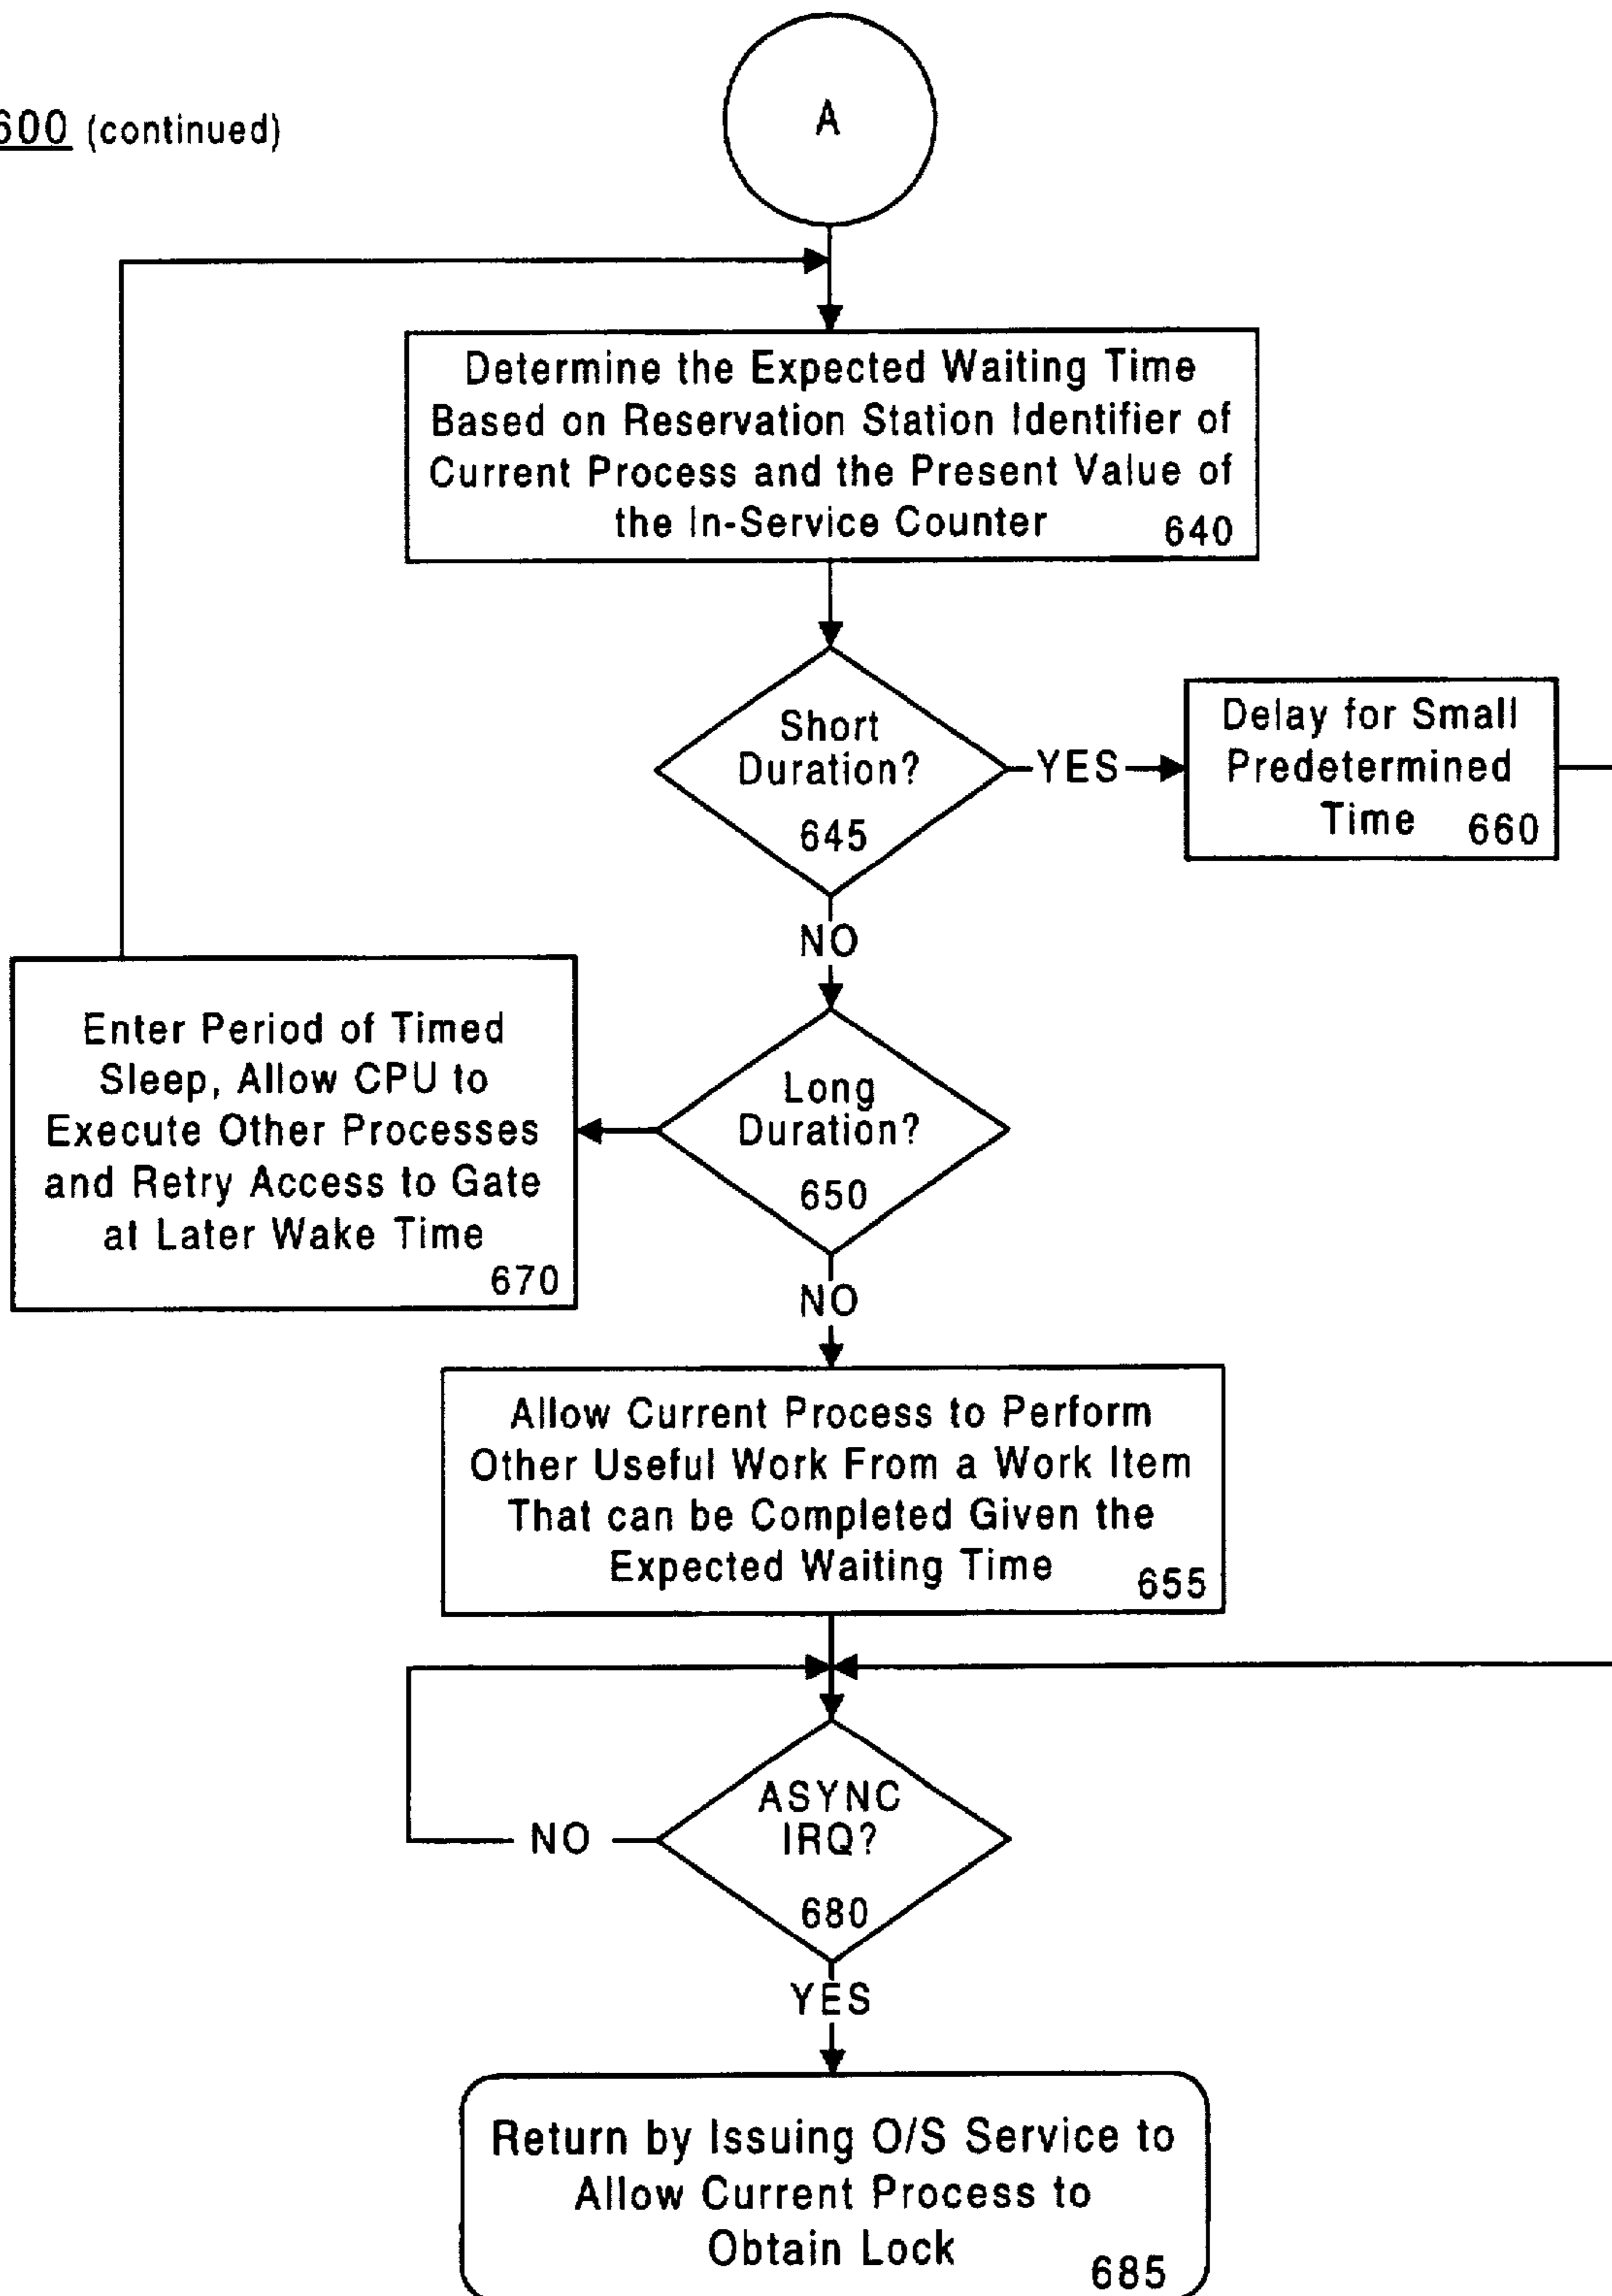 600 (continued)
A
Determine the Expected Waiting Time
Based on Reservation Station Identifier of
Current Process and the Present Value of
the In-Service Counter 640
Short
Duration?
645
YES
Delay for Small
Predetermined
Time 660
NO
Enter Period of Timed
Sleep, Allow CPU to
Execute Other Processes
and Retry Access to Gate
at Later Wake Time
670
Long
Duration?
650
NO
Allow Current Process to Perform
Other Useful Work From a Work Item
That can be Completed Given the
Expected Waiting Time 655
ASYNC
IRQ?
680
NO
YES
Return by Issuing O/S Service to
Allow Current Process to
Obtain Lock 685